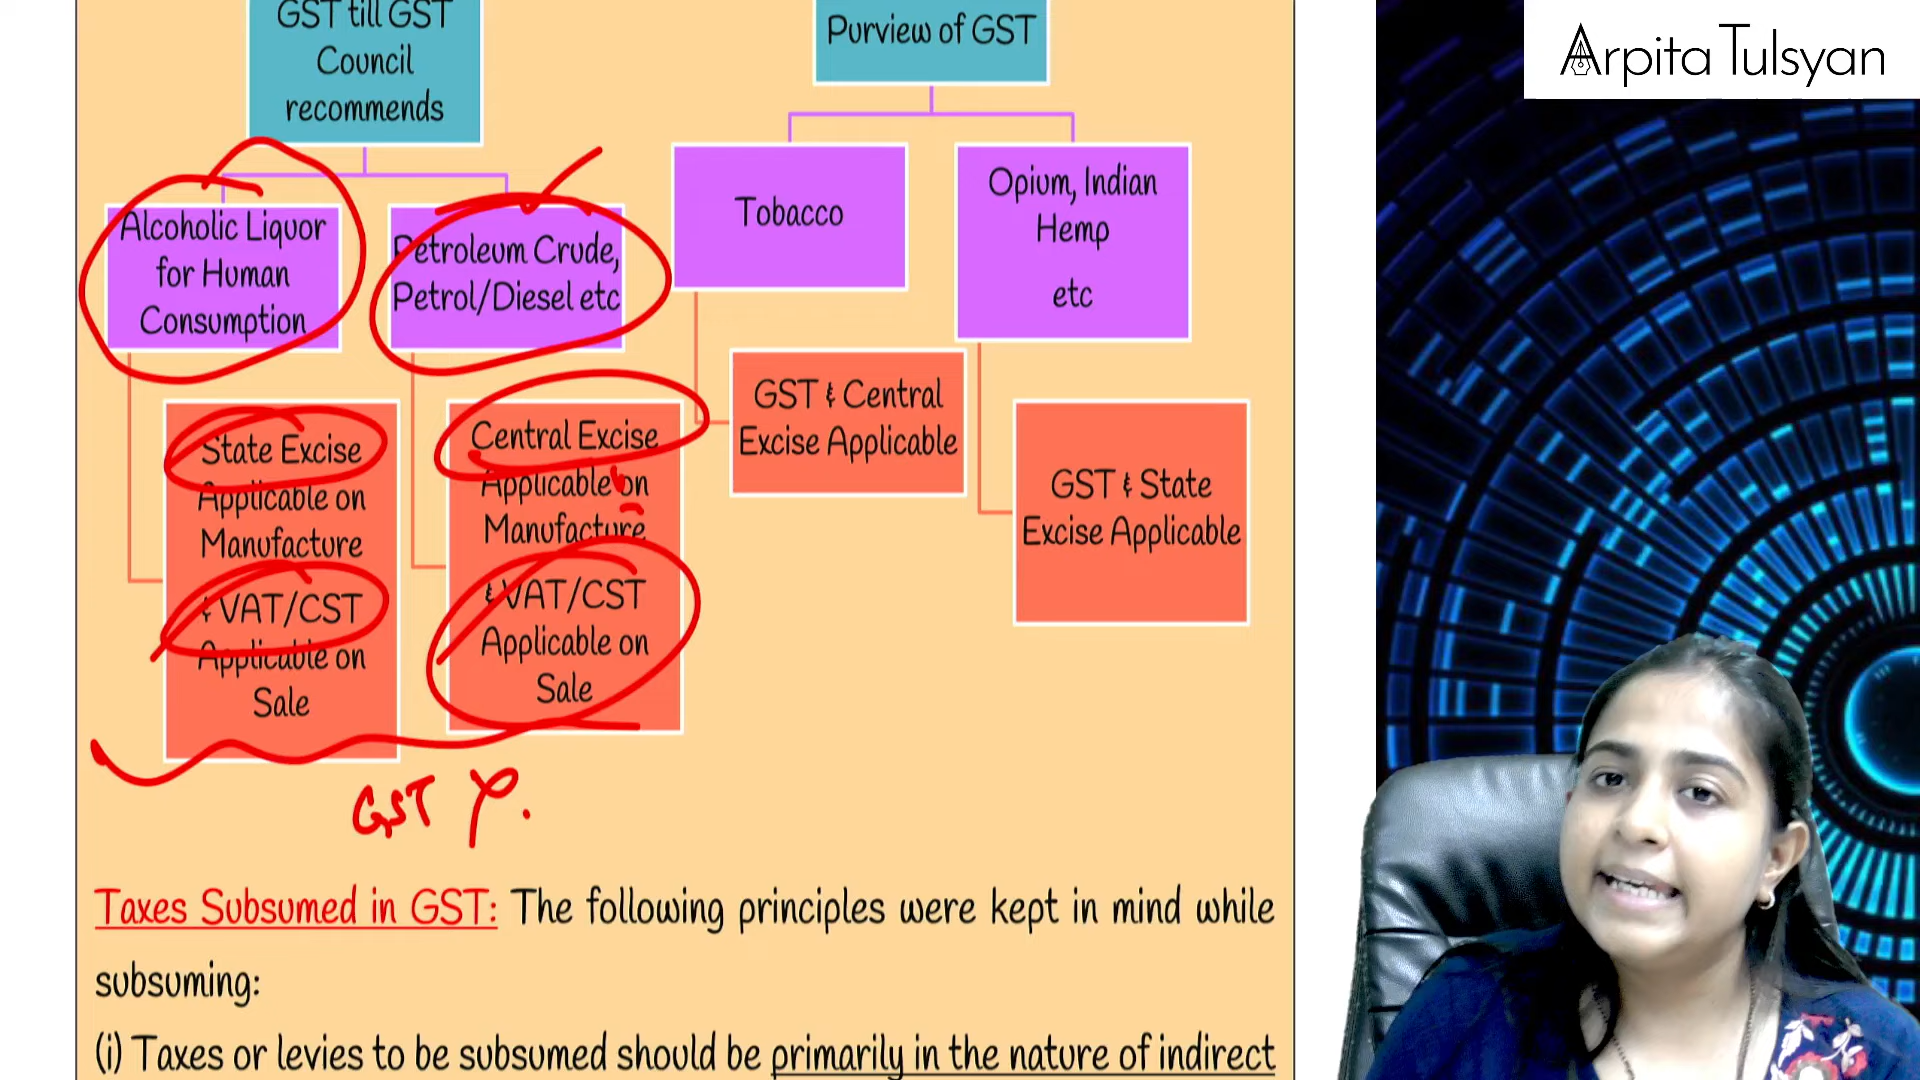 GST till GST
Council
recommends
Purview of GST
Arpita Tulsyan
Alcoholic Liquor
for Human
Consumption
Petroleum Crude,
Petrol/Diesel etc
Tobacco
Opium, Indian
Hemp
etc
State Excise
Applicable on
Manufacture
& VAT/CST
Applicable on
Sale
Central Excise
Applicable on
Manufacture
& VAT/CST
Applicable on
Sale
GST & Central
Excise Applicable
GST & State
Excise Applicable
GST
Taxes Subsumed in GST: The following principles were kept in mind while
subsuming:
(i) Taxes or levies to be subsumed should be primarily in the nature of indirect